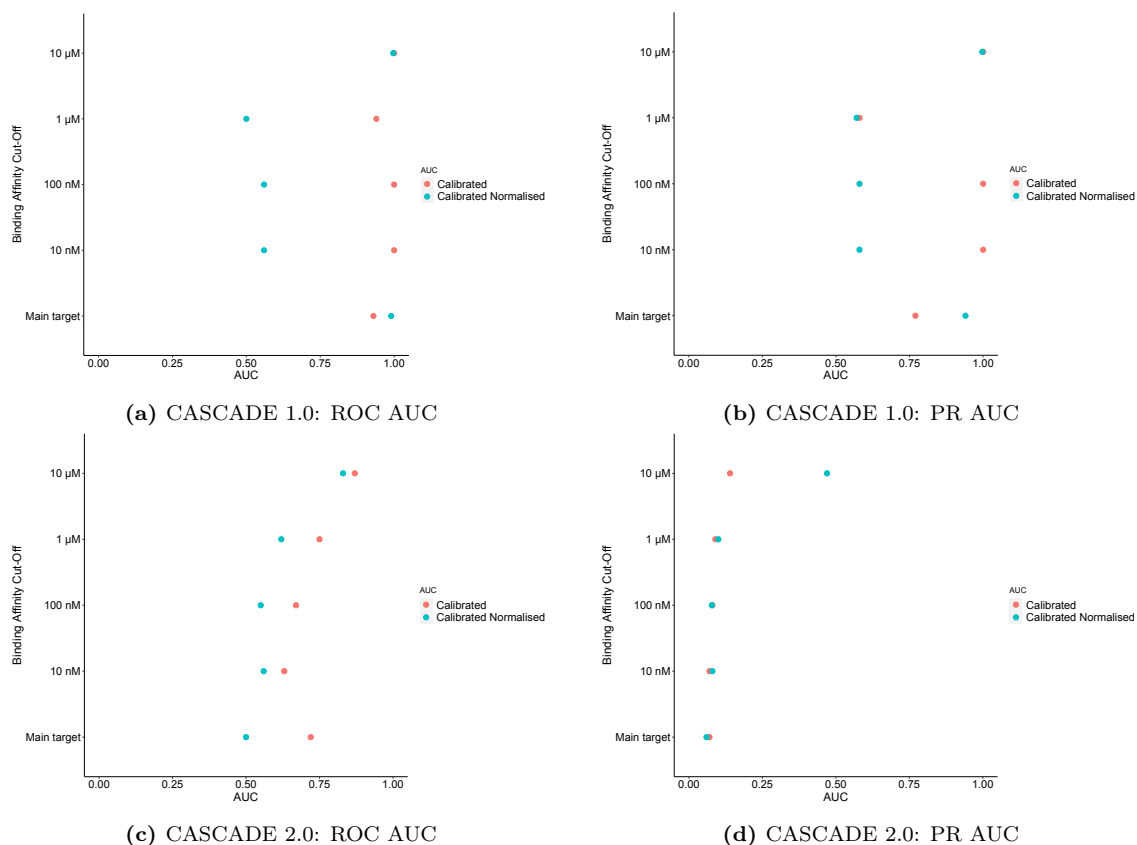 10 µM
1 µM
100 nM
10 nM
Main target
Binding Affinity Cut-Off
0.00
0.25
0.50
0.75
1.00
AUC
AUC
Calibrated
Calibrated Normalised
(a) CASCADE 1.0: ROC AUC
10 µM
1 µM
100 nM
10 nM
Main target
Binding Affinity Cut-Off
0.00
0.25
0.50
0.75
1.00
AUC
AUC
Calibrated
Calibrated Normalised
(b) CASCADE 1.0: PR AUC
10 µM
1 µM
100 nM
10 nM
Main target
Binding Affinity Cut-Off
0.00
0.25
0.50
0.75
1.00
AUC
AUC
Calibrated
Calibrated Normalised
(c) CASCADE 2.0: ROC AUC
10 µM
1 µM
100 nM
10 nM
Main target
Binding Affinity Cut-Off
0.00
0.25
0.50
0.75
1.00
AUC
AUC
Calibrated
Calibrated Normalised
(d) CASCADE 2.0: PR AUC